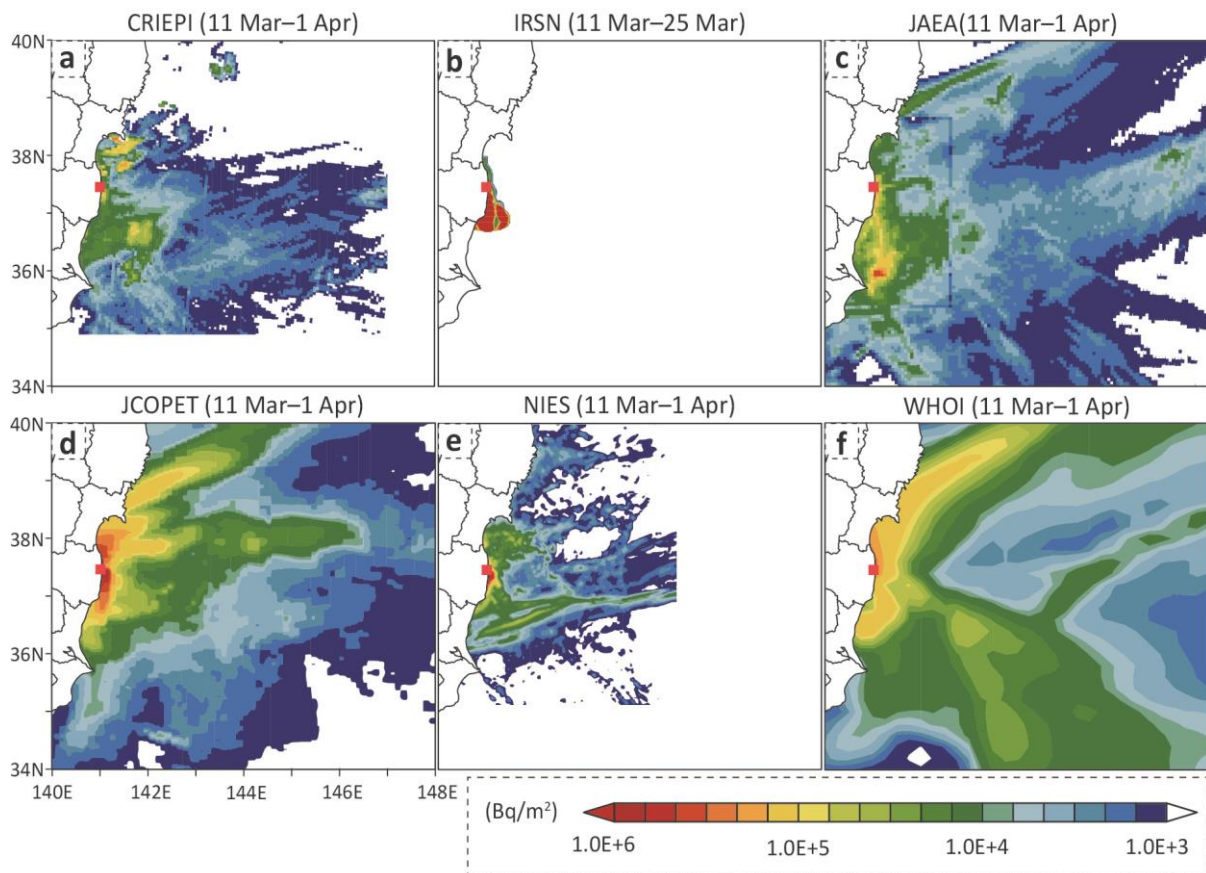 CRIEPI (11 Mar–1 Apr) IRSN (11 Mar–25 Mar) JAEA(11 Mar–1 Apr)
40N a b c
38N
36N
34N
JCOPET (11 Mar–1 Apr) NIES (11 Mar–1 Apr) WHOI (11 Mar–1 Apr)
40N d e f
38N
36N
34N
140E 142E 144E 146E 148E
(Bq/m²)
1.0E+6 1.0E+5 1.0E+4 1.0E+3